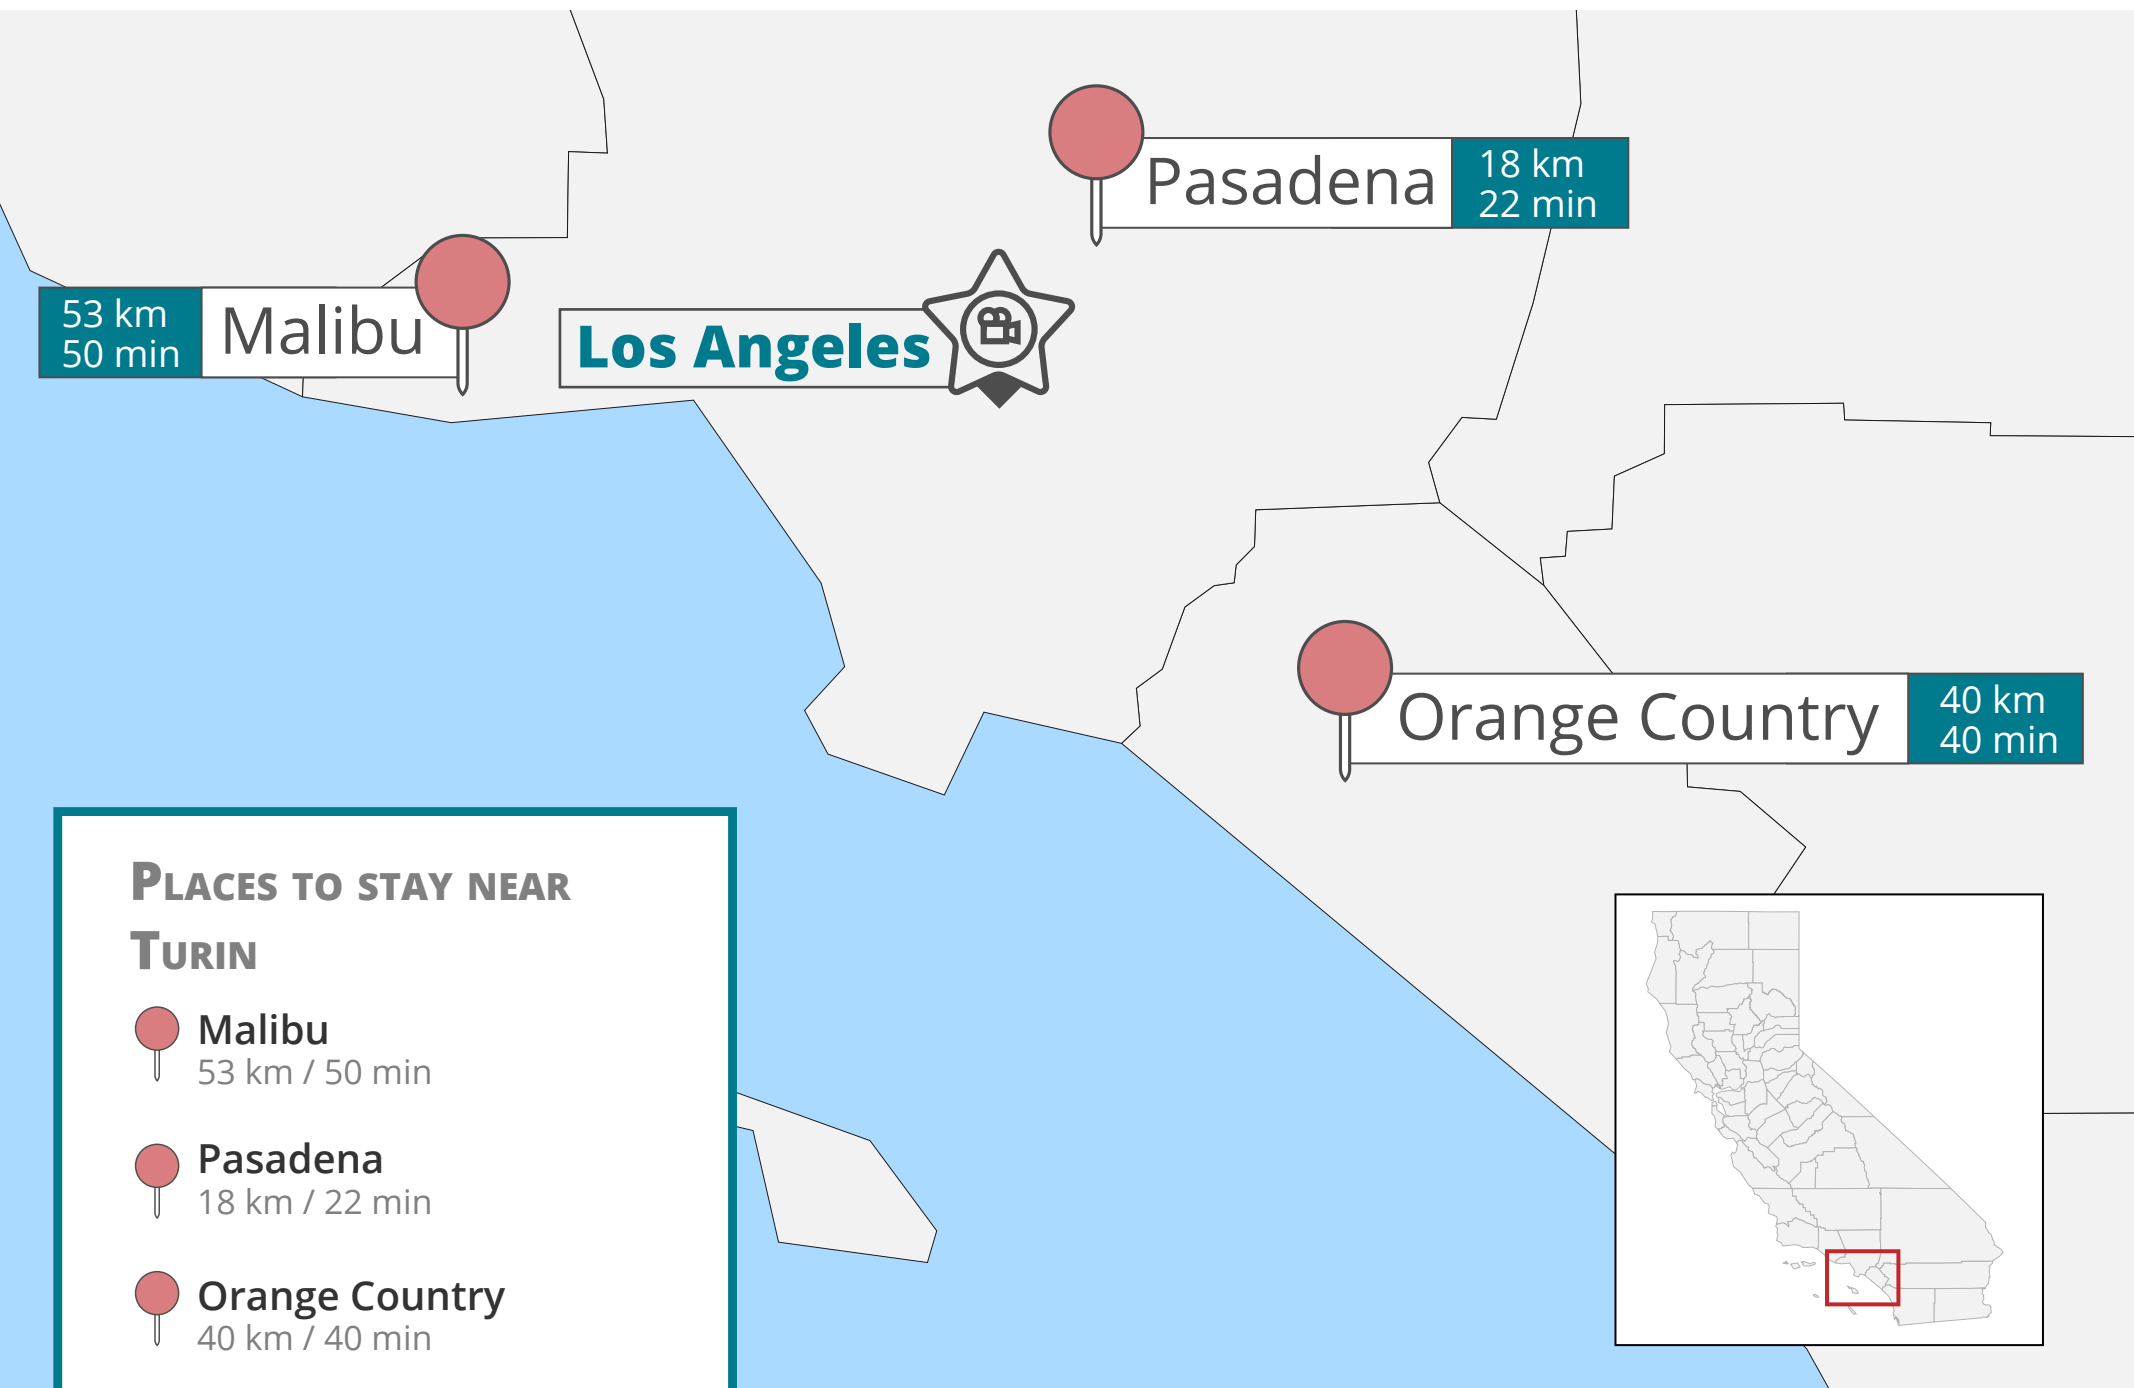 Pasadena
18 km
22 min
53 km
50 min
Malibu
Los Angeles
Orange Country
40 km
40 min
Places to stay near
Turin
Malibu
53 km / 50 min
Pasadena
18 km / 22 min
Orange Country
40 km / 40 min